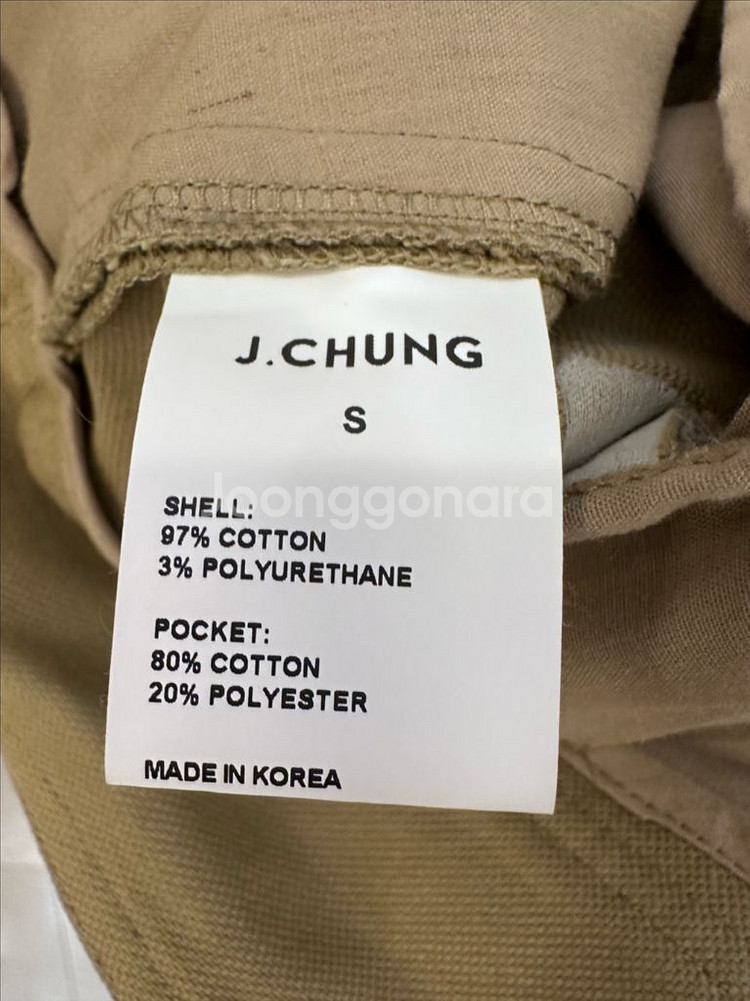 J.CHUNG
S
joonggonara
SHELL:
97% COTTON
3% POLYURETHANE
POCKET:
80% COTTON
20% POLYESTER
MADE IN KOREA